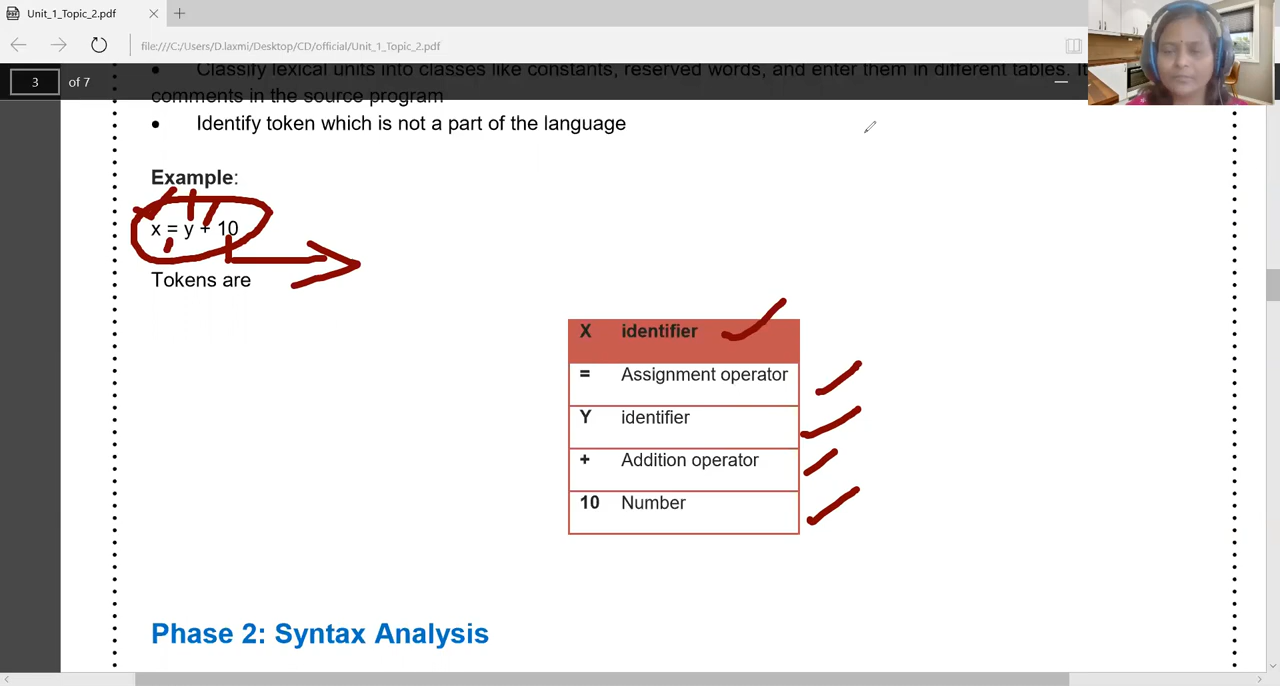 Unit_1_Topic_2.pdf
file:///C:/Users/D.laxmi/Desktop/CD/official/Unit_1_Topic_2.pdf
3 of 7
• Classify lexical units into classes like constants, reserved words, and enter them in different tables. It
comments in the source program
• Identify token which is not a part of the language
Example:
x = y + 10
Tokens are
X identifier
= Assignment operator
Y identifier
+ Addition operator
10 Number
Phase 2: Syntax Analysis